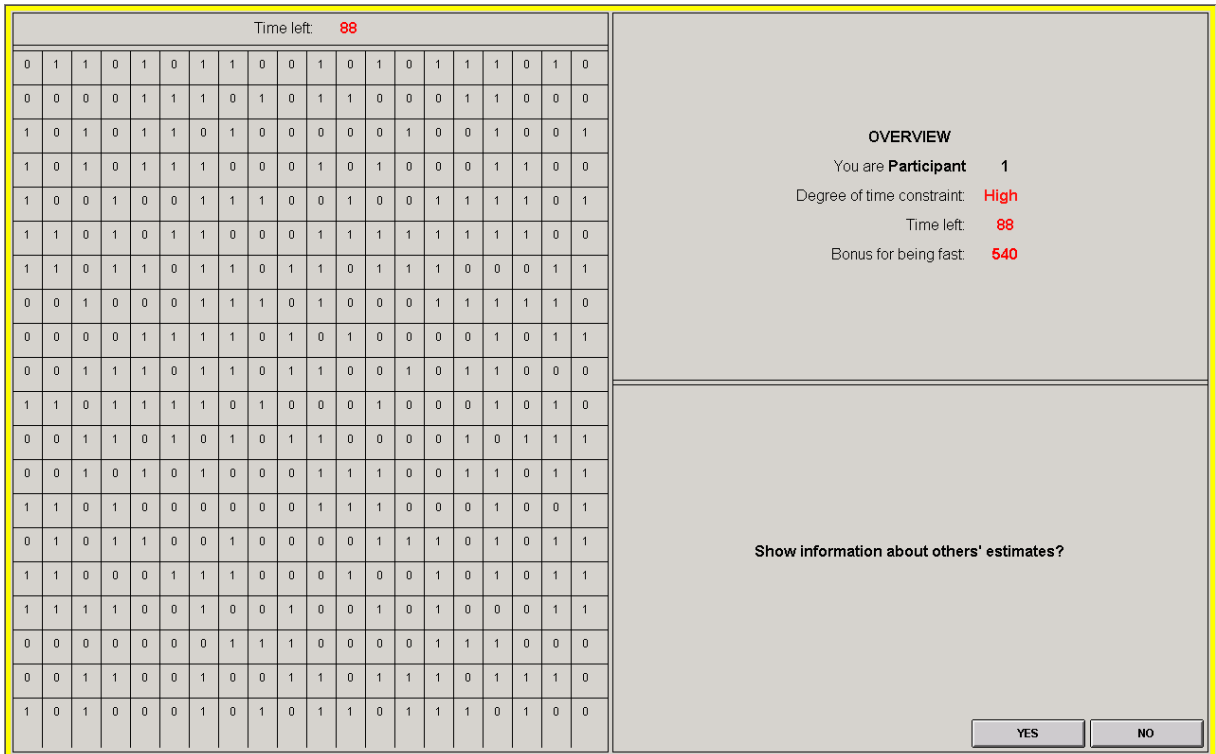 Time left: 88
0 1 1 0 1 0 1 1 0 0 1 0 1 0 1 1 1 0 1 0
0 0 0 0 1 1 1 0 1 0 1 1 0 0 0 1 1 0 0 0
1 0 1 0 1 1 0 1 0 0 0 0 0 1 0 0 1 0 0 1
1 0 1 0 1 1 1 0 0 0 1 0 1 0 0 0 1 1 0 0
1 0 0 1 0 0 1 1 1 0 0 1 0 0 1 1 1 1 0 1
1 1 0 1 0 1 1 0 0 0 1 1 1 1 1 1 1 1 0 0
1 1 0 1 1 0 1 1 0 1 1 0 1 1 1 0 0 0 1 1
0 0 1 0 0 0 1 1 1 0 1 0 0 0 1 1 1 1 1 0
0 0 0 0 1 1 1 1 0 1 0 1 0 0 0 0 1 0 1 1
0 0 1 1 1 0 1 1 0 1 1 0 0 1 0 1 1 0 0 0
1 1 0 1 1 1 1 0 1 0 0 0 1 0 0 0 1 0 1 0
0 0 1 1 0 1 0 1 0 1 1 0 0 0 0 1 0 1 1 1
0 0 1 0 1 0 1 0 0 0 1 1 1 0 0 1 1 0 1 1
1 1 0 1 0 0 0 0 0 0 1 1 1 0 0 0 1 0 0 1
0 1 0 1 1 0 0 1 0 0 0 0 1 1 1 0 1 0 1 1
1 1 0 0 0 1 1 1 0 0 0 1 0 0 1 0 1 0 1 1
1 1 1 1 0 0 1 0 0 1 0 0 1 0 1 0 0 0 1 1
0 0 0 0 0 0 0 1 1 1 0 0 0 0 1 1 1 0 0 0
0 0 1 1 0 0 1 0 0 1 1 0 1 1 1 0 1 1 1 0
1 0 1 0 0 0 1 0 1 0 1 1 0 1 1 1 0 1 0 0
OVERVIEW
You are Participant 1
Degree of time constraint: High
Time left: 88
Bonus for being fast: 540
Show information about others' estimates?
YES NO